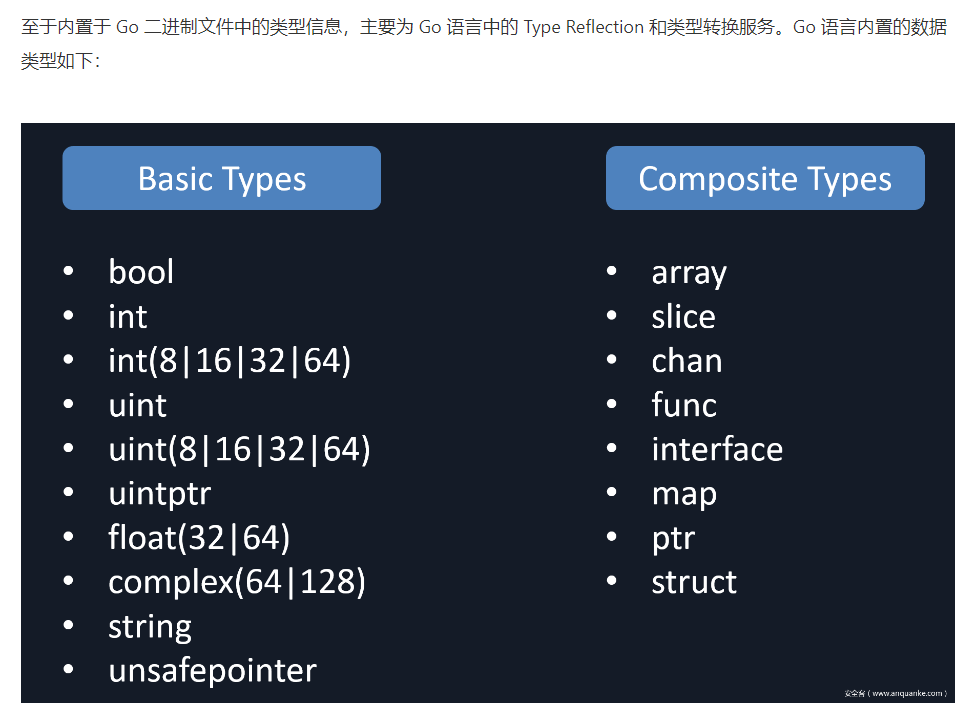 至于内置于 Go 二进制文件中的类型信息，主要为 Go 语言中的 Type Reflection 和类型转换服务。Go 语言内置的数据
类型如下：
Basic Types
• bool
• int
• int(8|16|32|64)
• uint
• uint(8|16|32|64)
• uintptr
• float(32|64)
• complex(64|128)
• string
• unsafepointer
Composite Types
• array
• slice
• chan
• func
• interface
• map
• ptr
• struct
安全客（www.anquanke.com）